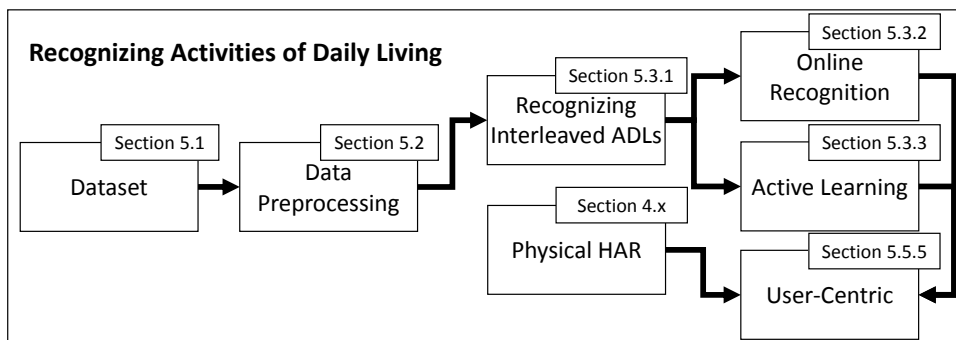 Recognizing Activities of Daily Living
Section 5.1
Dataset
Section 5.2
Data
Preprocessing
Section 5.3.1
Recognizing
Interleaved ADLs
Section 4.x
Physical HAR
Section 5.3.2
Online
Recognition
Section 5.3.3
Active Learning
Section 5.5.5
User-Centric